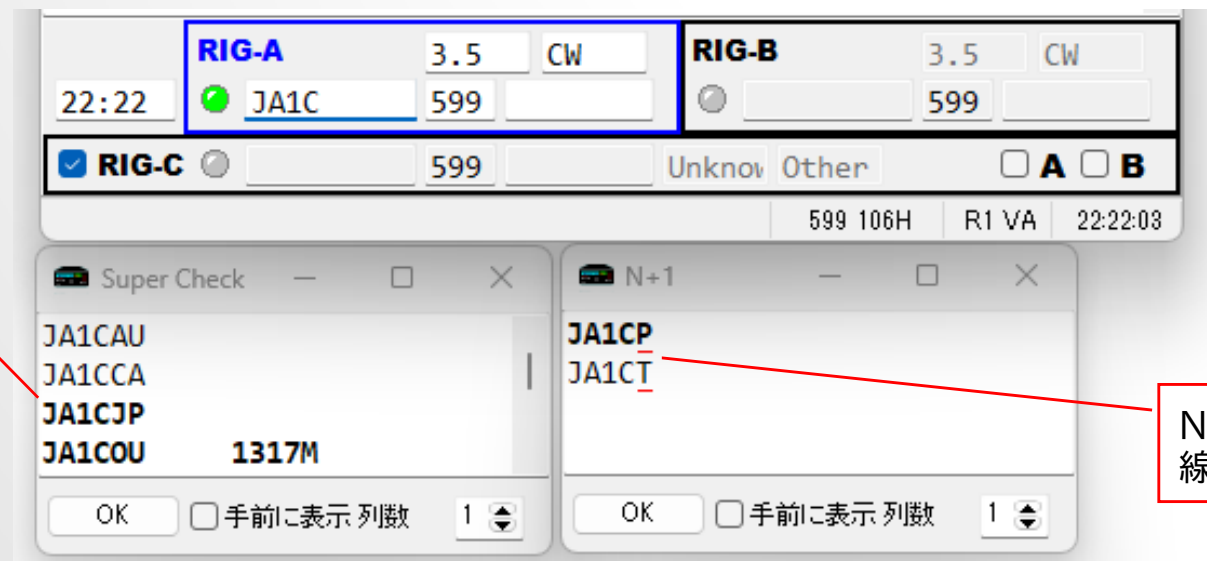 RIG-A 3.5 CW RIG-B 3.5 CW
22:22 JA1C 599 599
RIG-C 599 Unknow Other A B
599 106H R1 VA 22:22:03
Super Check
JA1CAU
JA1CCA
JA1CJP
JA1COU 1317M
OK 手前に表示 列数 1
N+1
JA1CP
JA1CT
OK 手前に表示 列数 1
N
線